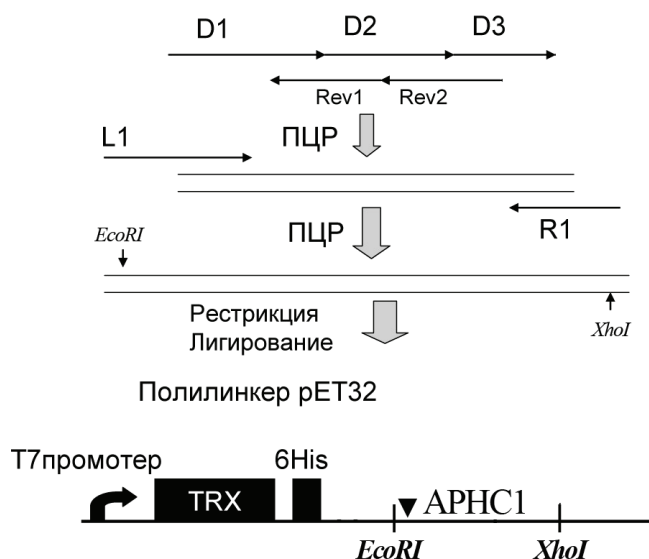 D1 D2 D3
Rev1 Rev2
L1 ПЦР
R1
EcoRI ПЦР
Рестрикция
Лигирование
XhoI
Полилинкер pET32
Т7промотер 6His
TRX APHC1
EcoRI XhoI